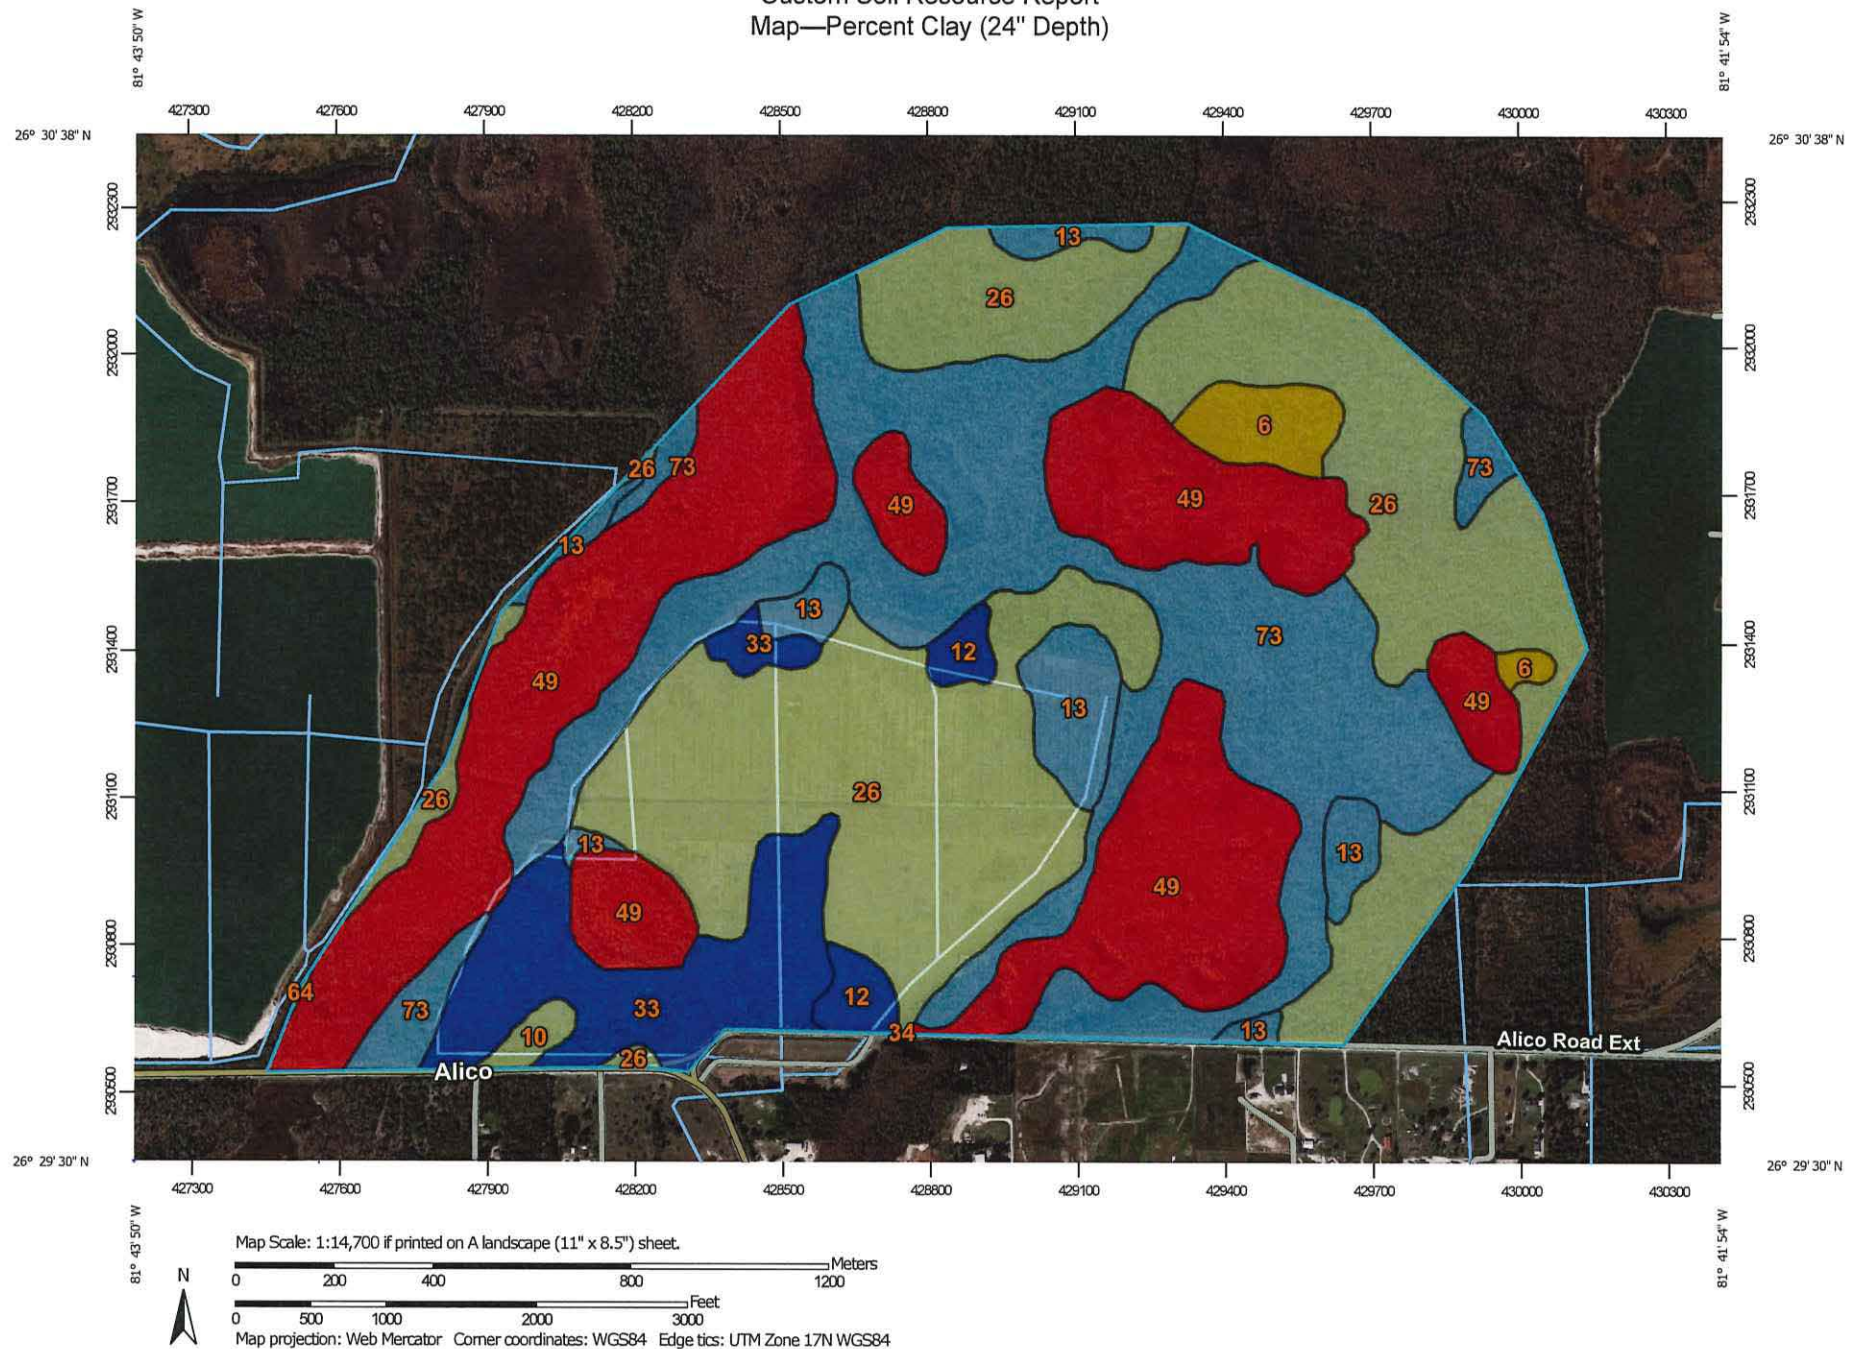 Custom Soil Resource Report
Map—Percent Clay (24" Depth)
81° 43' 50" W
81° 41' 54" W
427300 427600 427900 428200 428500 428800 429100 429400 429700 430000 430300
26° 30' 38" N
26° 30' 38" N
2932300
2932300
13
26
2932000
2932000
6
26 73
73
49
49
26
2931700
2931700
13
13
73
33
12
2931400
2931400
6
49
49
13
26
26
2931100
2931100
13
13
49
49
2930800
2930800
64
12
73
33
34
13
10
26
Alico Road Ext
Alico
2930500
2930500
26° 29' 30" N
26° 29' 30" N
427300 427600 427900 428200 428500 428800 429100 429400 429700 430000 430300
81° 43' 50" W
81° 41' 54" W
Map Scale: 1:14,700 if printed on A landscape (11" x 8.5") sheet.
Meters
0 200 400 800 1200
N
Feet
0 500 1000 2000 3000
Map projection: Web Mercator Corner coordinates: WGS84 Edge tics: UTM Zone 17N WGS84